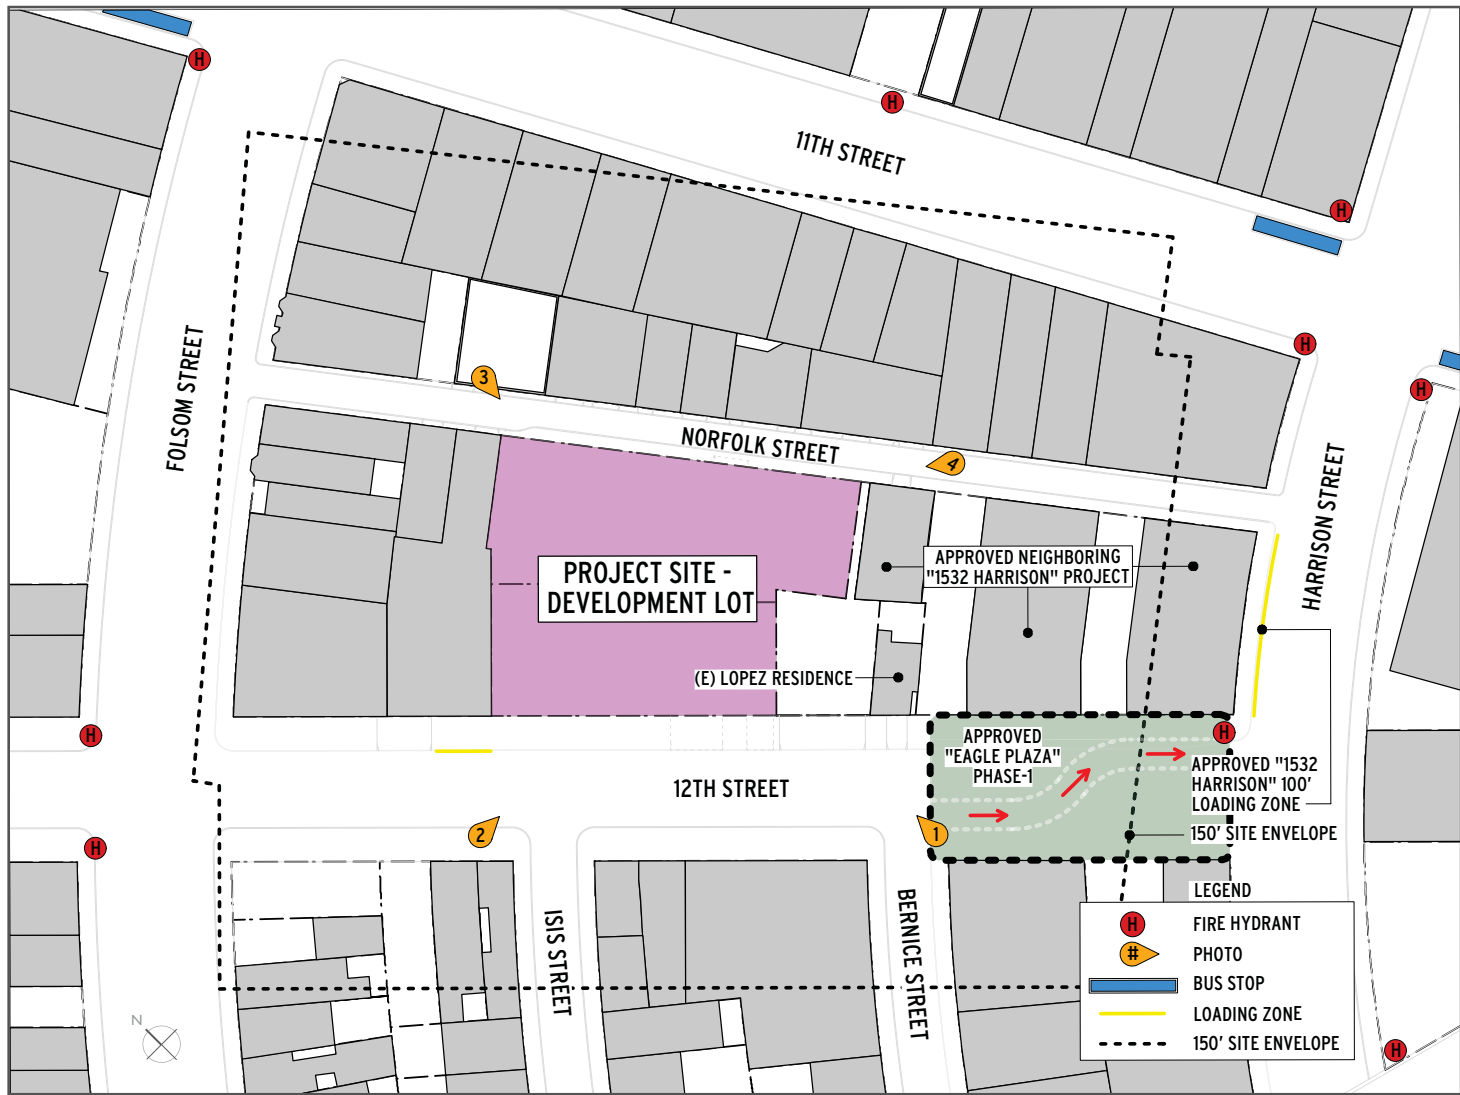 H
H
11TH STREET
H
H
FOLSOM STREET
3
NORFOLK STREET
4
H
HARRISON STREET
PROJECT SITE -
DEVELOPMENT LOT
APPROVED NEIGHBORING
"1532 HARRISON" PROJECT
(E) LOPEZ RESIDENCE
H
H
APPROVED
"EAGLE PLAZA"
PHASE-1
H
APPROVED "1532
HARRISON" 100'
LOADING ZONE
12TH STREET
2
1
150' SITE ENVELOPE
H
ISIS STREET
BERNICE STREET
N
LEGEND
H FIRE HYDRANT
# PHOTO
BUS STOP
LOADING ZONE
150' SITE ENVELOPE
H